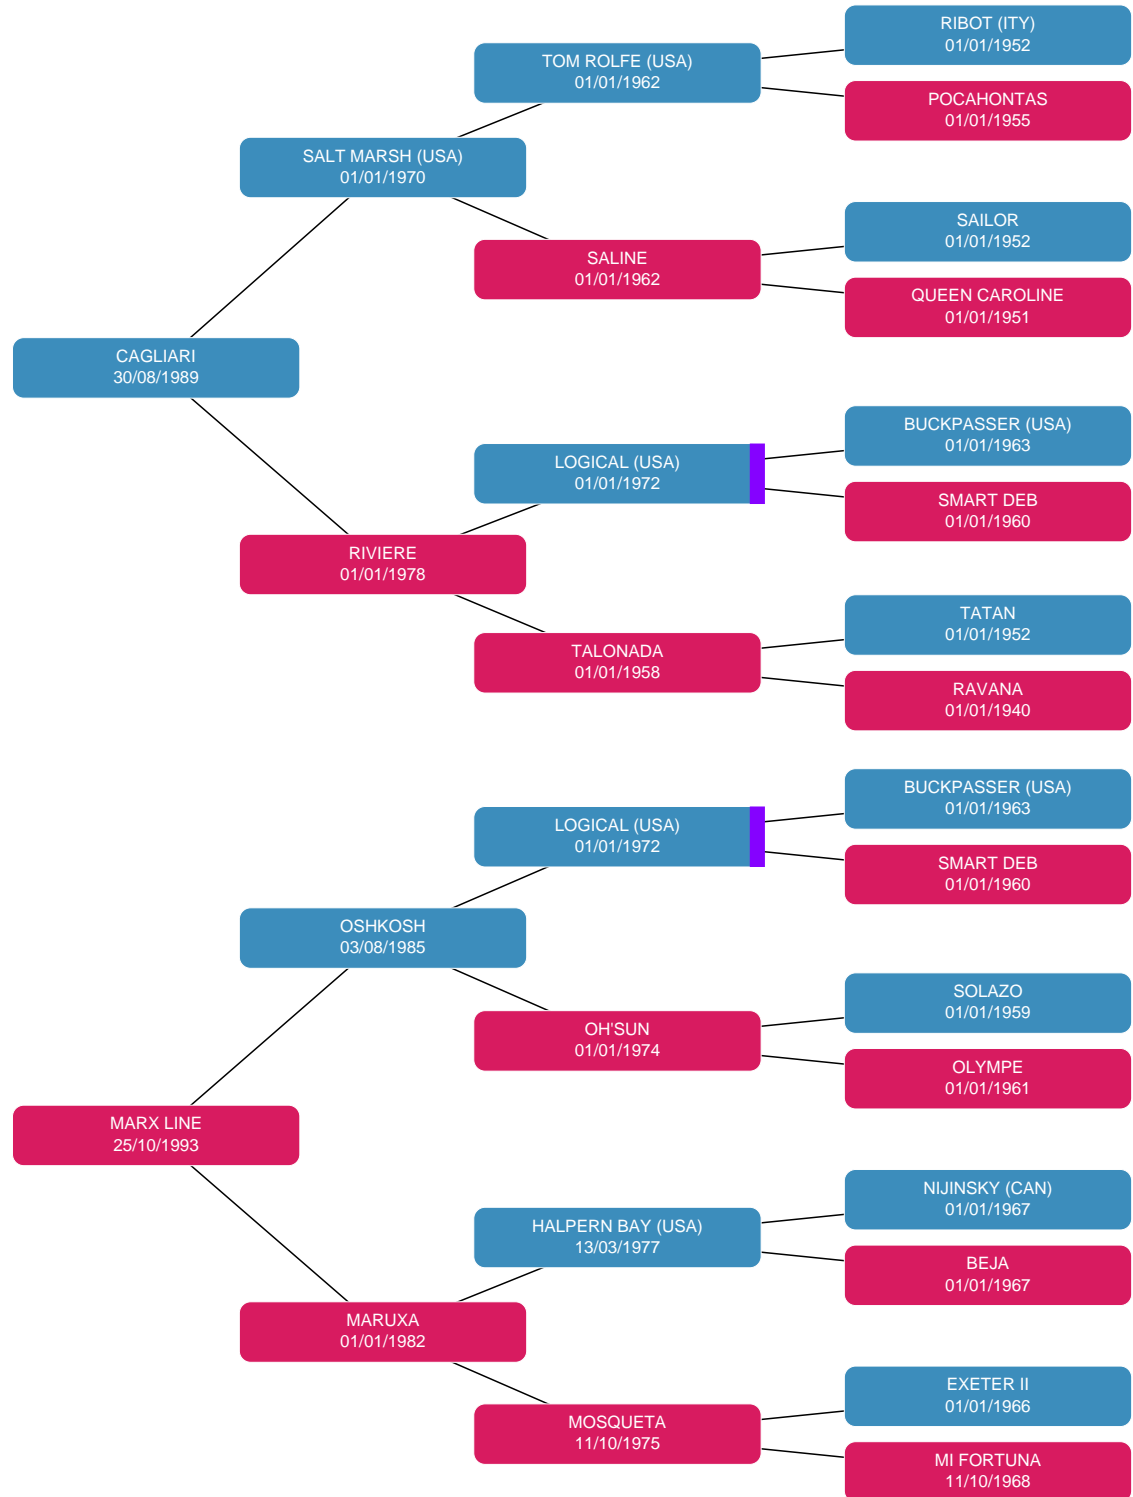 RIBOT (ITY)
01/01/1952
TOM ROLFE (USA)
01/01/1962
POCAHONTAS
01/01/1955
SALT MARSH (USA)
01/01/1970
SAILOR
01/01/1952
SALINE
01/01/1962
QUEEN CAROLINE
01/01/1951
CAGLIARI
30/08/1989
BUCKPASSER (USA)
01/01/1963
LOGICAL (USA)
01/01/1972
SMART DEB
01/01/1960
RIVIERE
01/01/1978
TATAN
01/01/1952
TALONADA
01/01/1958
RAVANA
01/01/1940
BUCKPASSER (USA)
01/01/1963
LOGICAL (USA)
01/01/1972
SMART DEB
01/01/1960
OSHKOSH
03/08/1985
SOLAZO
01/01/1959
OH'SUN
01/01/1974
OLYMPE
01/01/1961
MARX LINE
25/10/1993
NIJINSKY (CAN)
01/01/1967
HALPERN BAY (USA)
13/03/1977
BEJA
01/01/1967
MARUXA
01/01/1982
EXETER II
01/01/1966
MOSQUETA
11/10/1975
MI FORTUNA
11/10/1968